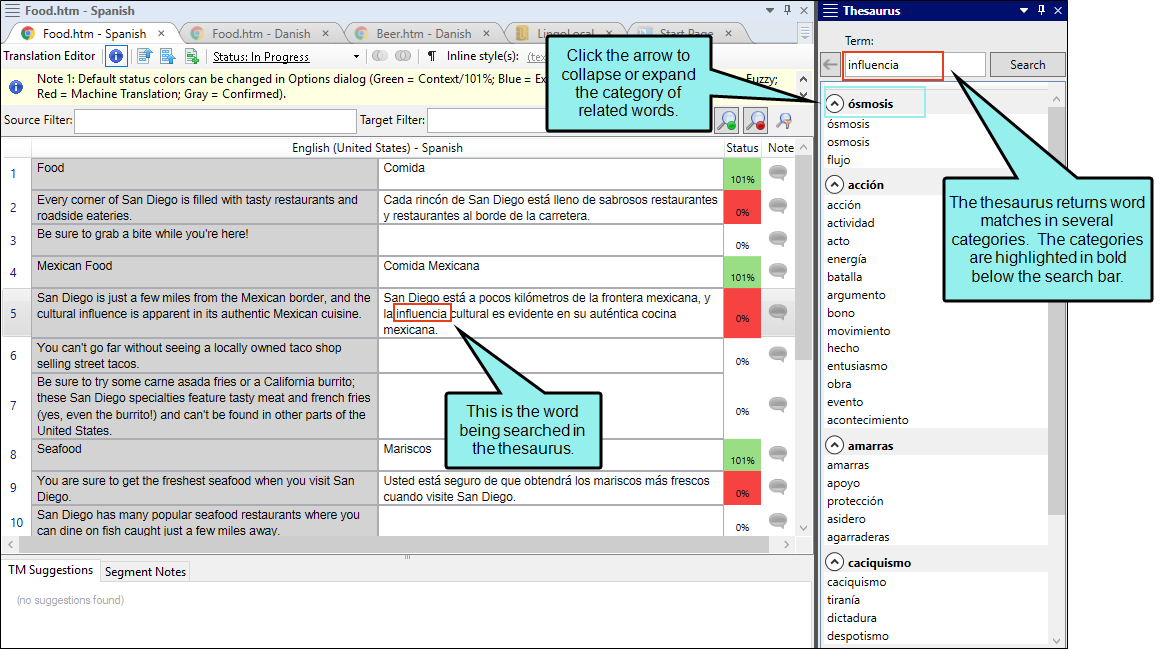 Food.htm - Spanish
Food.htm - Spanish
Food.htm - Danish
Beer.htm - Danish
LingoLocal
Start Page
Translation Editor
Status: In Progress
Inline style(s):
Note 1: Default status colors can be changed in Options dialog (Green = Context/101%; Blue =
Fuzzy;
Red = Machine Translation; Gray = Confirmed).
Source Filter:
Target Filter:
English (United States) - Spanish
Status
Note
1
Food
Comida
101%
2
Every corner of San Diego is filled with tasty restaurants and
roadside eateries.
Cada rincón de San Diego está lleno de sabrosos restaurantes
y restaurantes al borde de la carretera.
0%
3
Be sure to grab a bite while you're here!
0%
4
Mexican Food
Comida Mexicana
101%
5
San Diego is just a few miles from the Mexican border, and the
cultural influence is apparent in its authentic Mexican cuisine.
San Diego está a pocos kilómetros de la frontera mexicana, y
la influencia cultural es evidente en su auténtica cocina
mexicana.
0%
6
You can't go far without seeing a locally owned taco shop
selling street tacos.
0%
7
Be sure to try some carne asada fries or a California burrito;
these San Diego specialties feature tasty meat and french fries
(yes, even the burrito!) and can't be found in other parts of the
United States.
0%
8
Seafood
Mariscos
101%
9
You are sure to get the freshest seafood when you visit San
Diego.
Usted está seguro de que obtendrá los mariscos más frescos
cuando visite San Diego.
0%
10
San Diego has many popular seafood restaurants where you
can dine on fish caught just a few miles away.
0%
TM Suggestions
Segment Notes
(no suggestions found)
Click the arrow to
collapse or expand
the category of
related words.
This is the word
being searched in
the thesaurus.
The thesaurus returns word
matches in several
categories. The categories
are highlighted in bold
below the search bar.
Thesaurus
Term:
influencia
Search
ósmosis
ósmosis
osmosis
flujo
acción
acción
actividad
acto
energía
batalla
argumento
bono
movimiento
hecho
entusiasmo
obra
evento
acontecimiento
amarras
amarras
apoyo
protección
asidero
agarraderas
caciquismo
caciquismo
tiranía
dictadura
despotismo